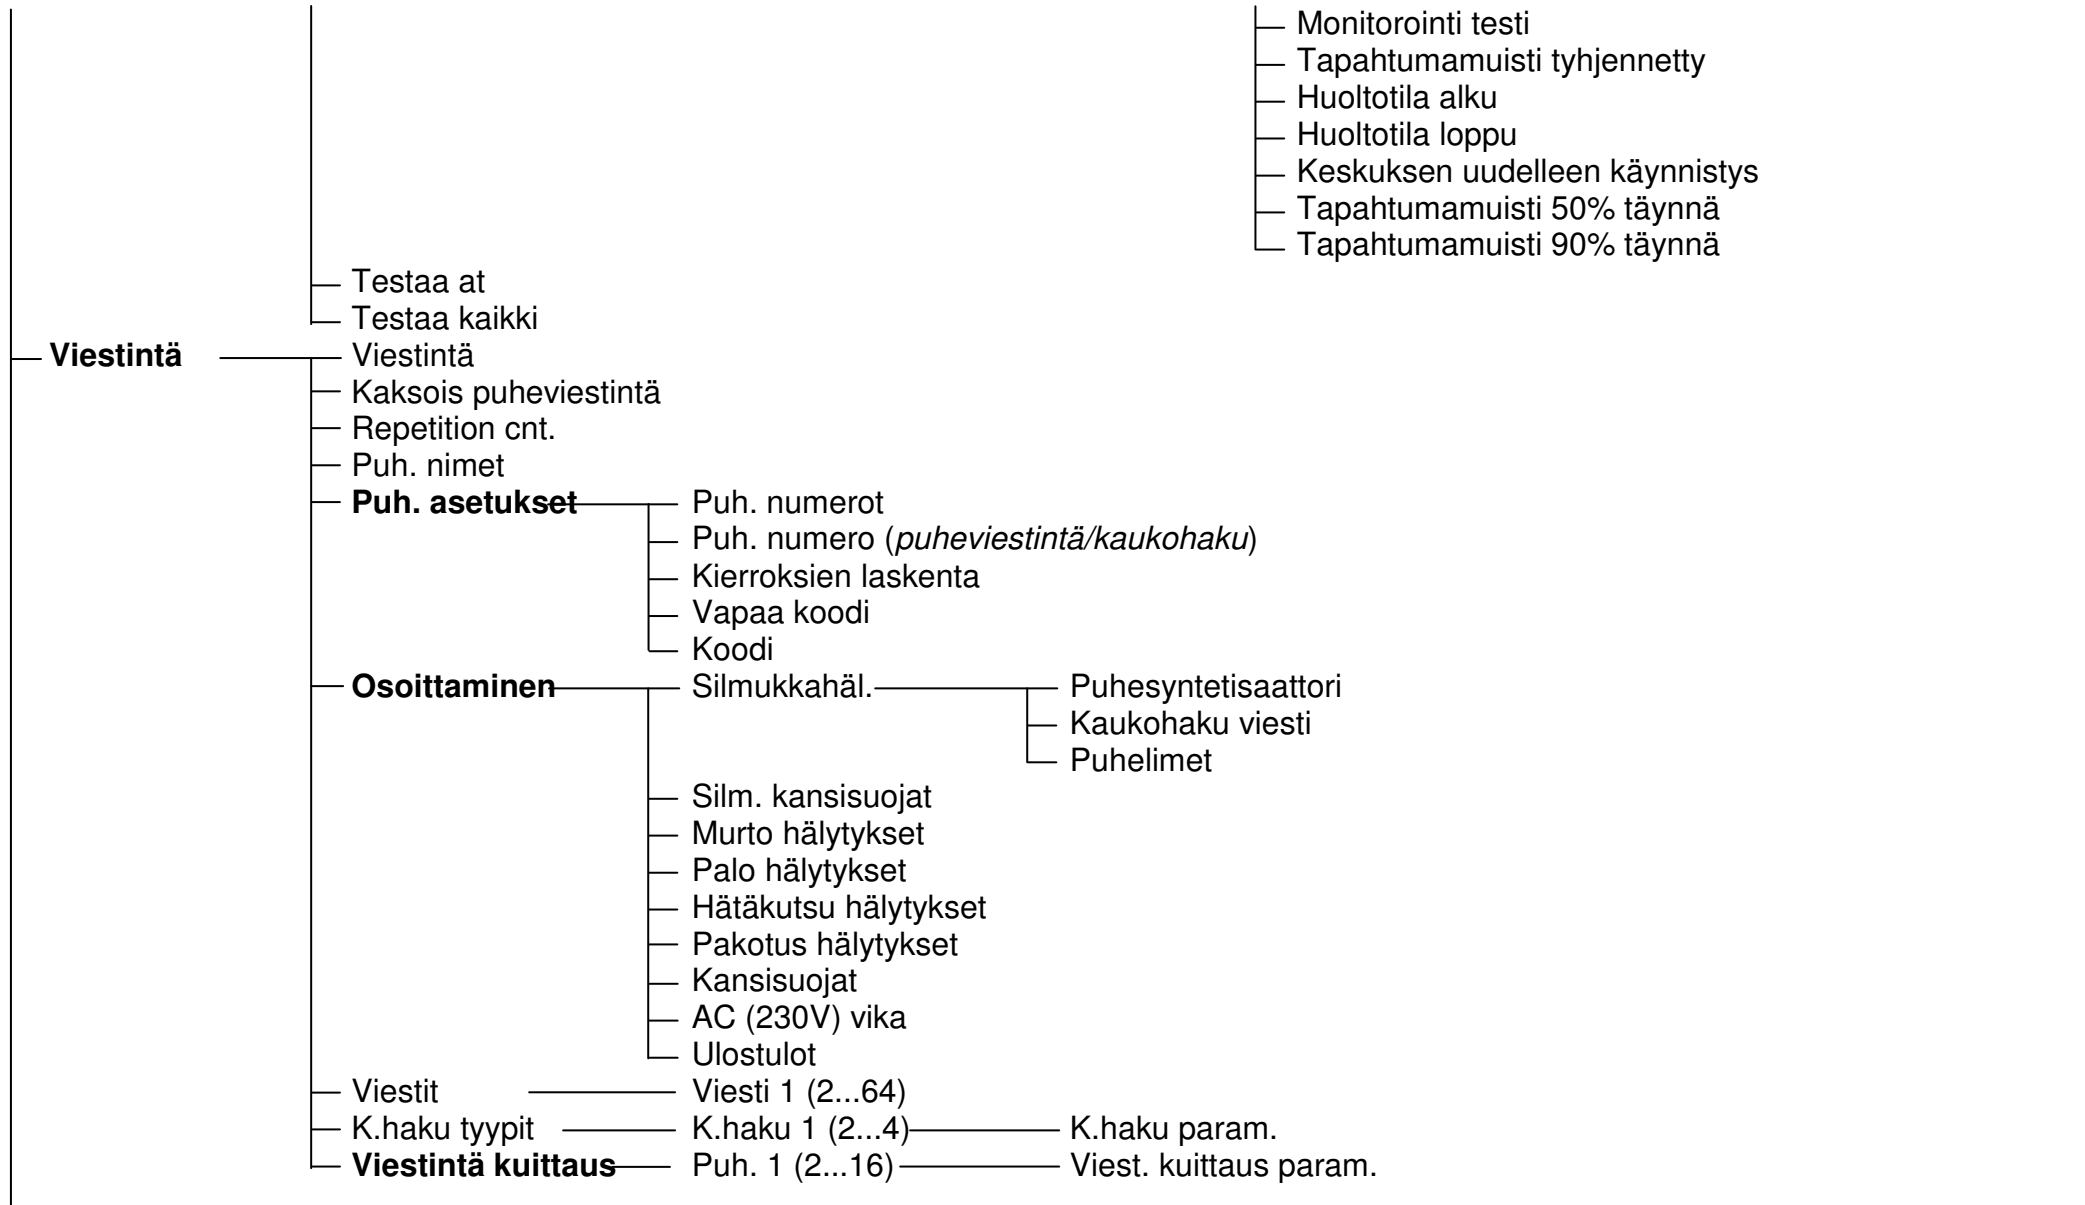 Monitorointi testi
Tapahtumamuisti tyhjennetty
Huoltotila alku
Huoltotila loppu
Keskuksen uudelleen käynnistys
Tapahtumamuisti 50% täynnä
Tapahtumamuisti 90% täynnä
Testaa at
Testaa kaikki
Viestintä Viestintä
Kaksois puheviestintä
Repetition cnt.
Puh. nimet
Puh. asetukset Puh. numerot
Puh. numero (puheviestintä/kaukohaku)
Kierroksien laskenta
Vapaa koodi
Koodi
Osoittaminen Silmukkahäl. Puhesyntetisaattori
Kaukohaku viesti
Puhelimet
Silm. kansisuojat
Murto hälytykset
Palo hälytykset
Hätäkutsu hälytykset
Pakotus hälytykset
Kansisuojat
AC (230V) vika
Ulostulot
Viestit Viesti 1 (2...64)
K.haku tyypit K.haku 1 (2...4) K.haku param.
Viestintä kuittaus Puh. 1 (2...16) Viest. kuittaus param.